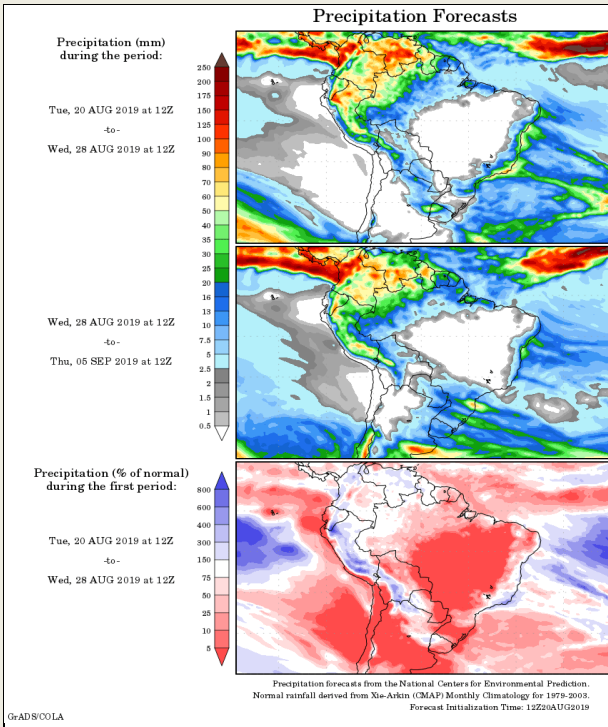 Precipitation Forecasts
Precipitation (mm)
during the period:
Tue, 20 AUG 2019 at 12Z
-to-
Wed, 28 AUG 2019 at 12Z
250
200
175
150
125
100
90
80
70
60
50
40
35
30
25
20
16
13
10
7.5
5
2.5
2
1.5
1
0.5
Wed, 28 AUG 2019 at 12Z
-to-
Thu, 05 SEP 2019 at 12Z
Precipitation (% of normal)
during the first period:
Tue, 20 AUG 2019 at 12Z
-to-
Wed, 28 AUG 2019 at 12Z
800
600
400
300
150
75
50
25
10
5
Precipitation forecasts from the National Centers for Environmental Prediction.
Normal rainfall derived from Xie-Arkin (CMAP) Monthly Climatology for 1979-2003.
Forecast Initialization Time: 12Z20AUG2019
GrADS/COLA